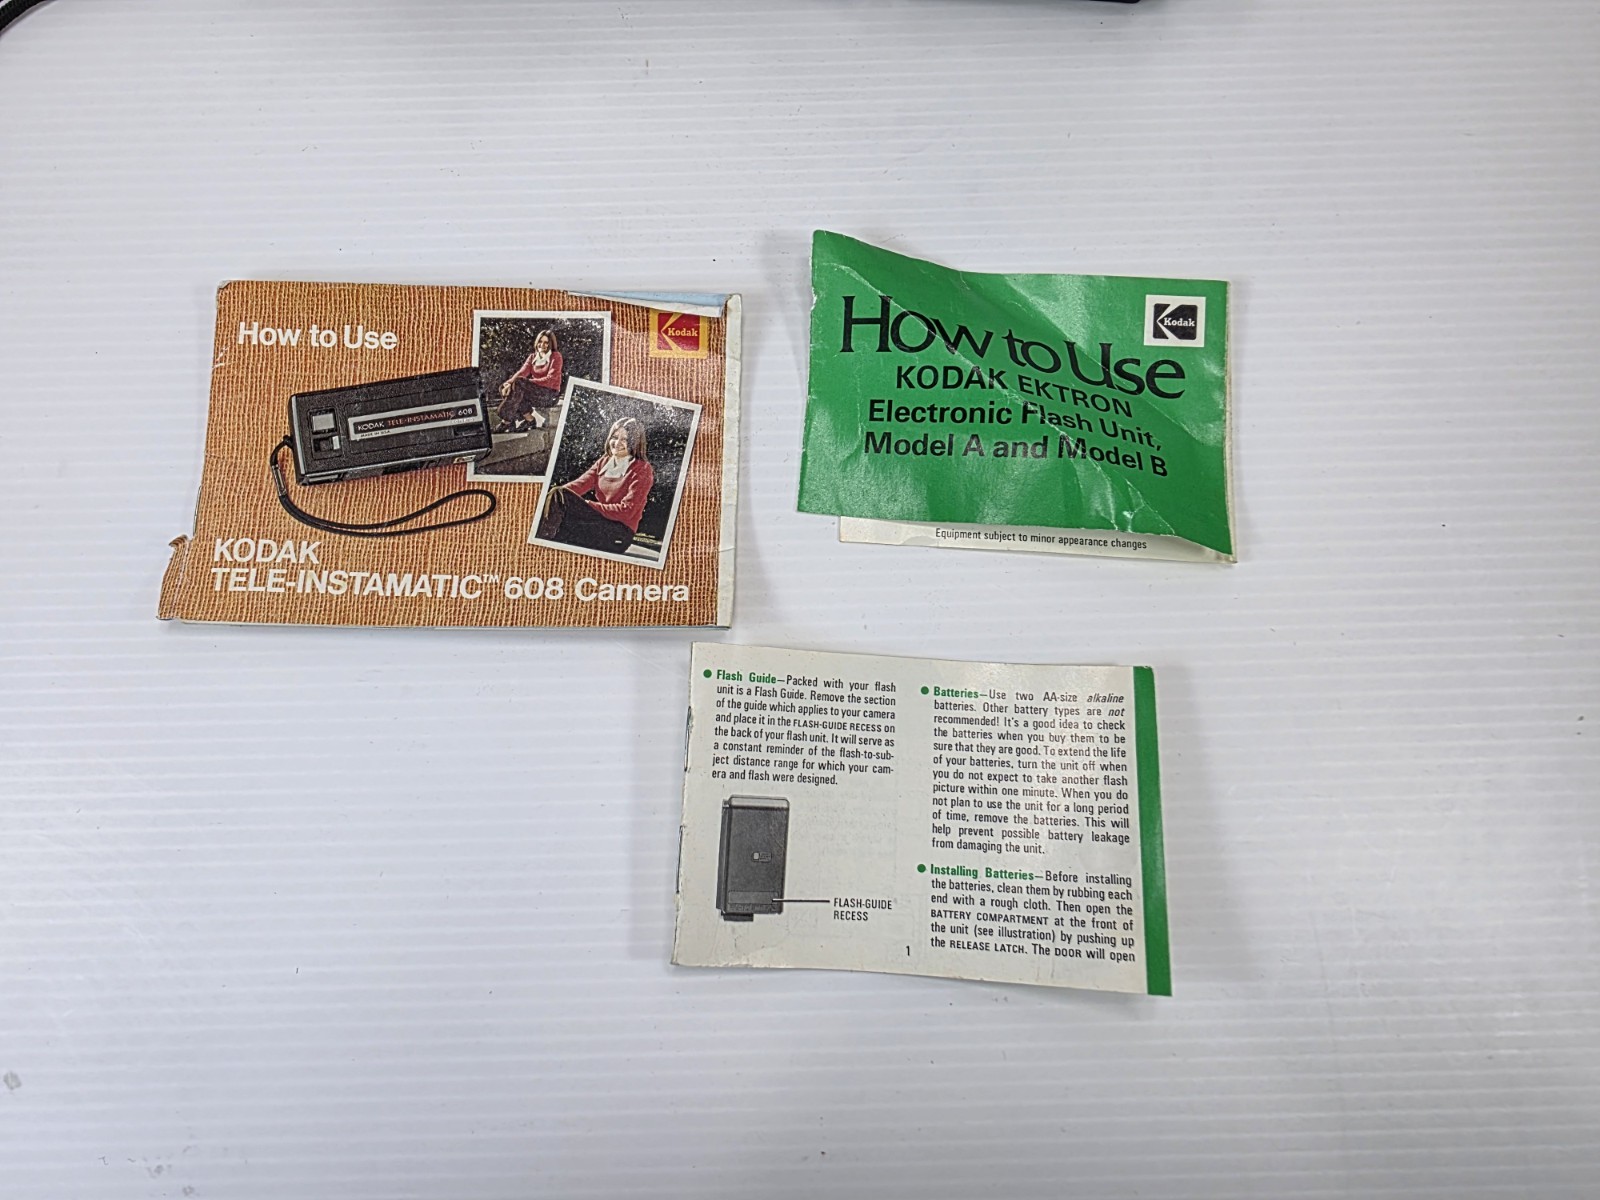 How to Use
Kodak
KODAK TELE-INSTAMATIC 608
MADE IN USA
KODAK
TELE-INSTAMATIC™ 608 Camera
How to Use
Kodak
KODAK EKTRON
Electronic Flash Unit,
Model A and Model B
Equipment subject to minor appearance changes
● Flash Guide—Packed with your flash
unit is a Flash Guide. Remove the section
of the guide which applies to your camera
and place it in the FLASH-GUIDE RECESS on
the back of your flash unit. It will serve as
a constant reminder of the flash-to-sub-
ject distance range for which your cam-
era and flash were designed.
FLASH-GUIDE
RECESS
1
● Batteries—Use two AA-size alkaline
batteries. Other battery types are not
recommended! It's a good idea to check
the batteries when you buy them to be
sure that they are good. To extend the life
of your batteries, turn the unit off when
you do not expect to take another flash
picture within one minute. When you do
not plan to use the unit for a long period
of time, remove the batteries. This will
help prevent possible battery leakage
from damaging the unit.
● Installing Batteries—Before installing
the batteries, clean them by rubbing each
end with a rough cloth. Then open the
BATTERY COMPARTMENT at the front of
the unit (see illustration) by pushing up
the RELEASE LATCH. The DOOR will open